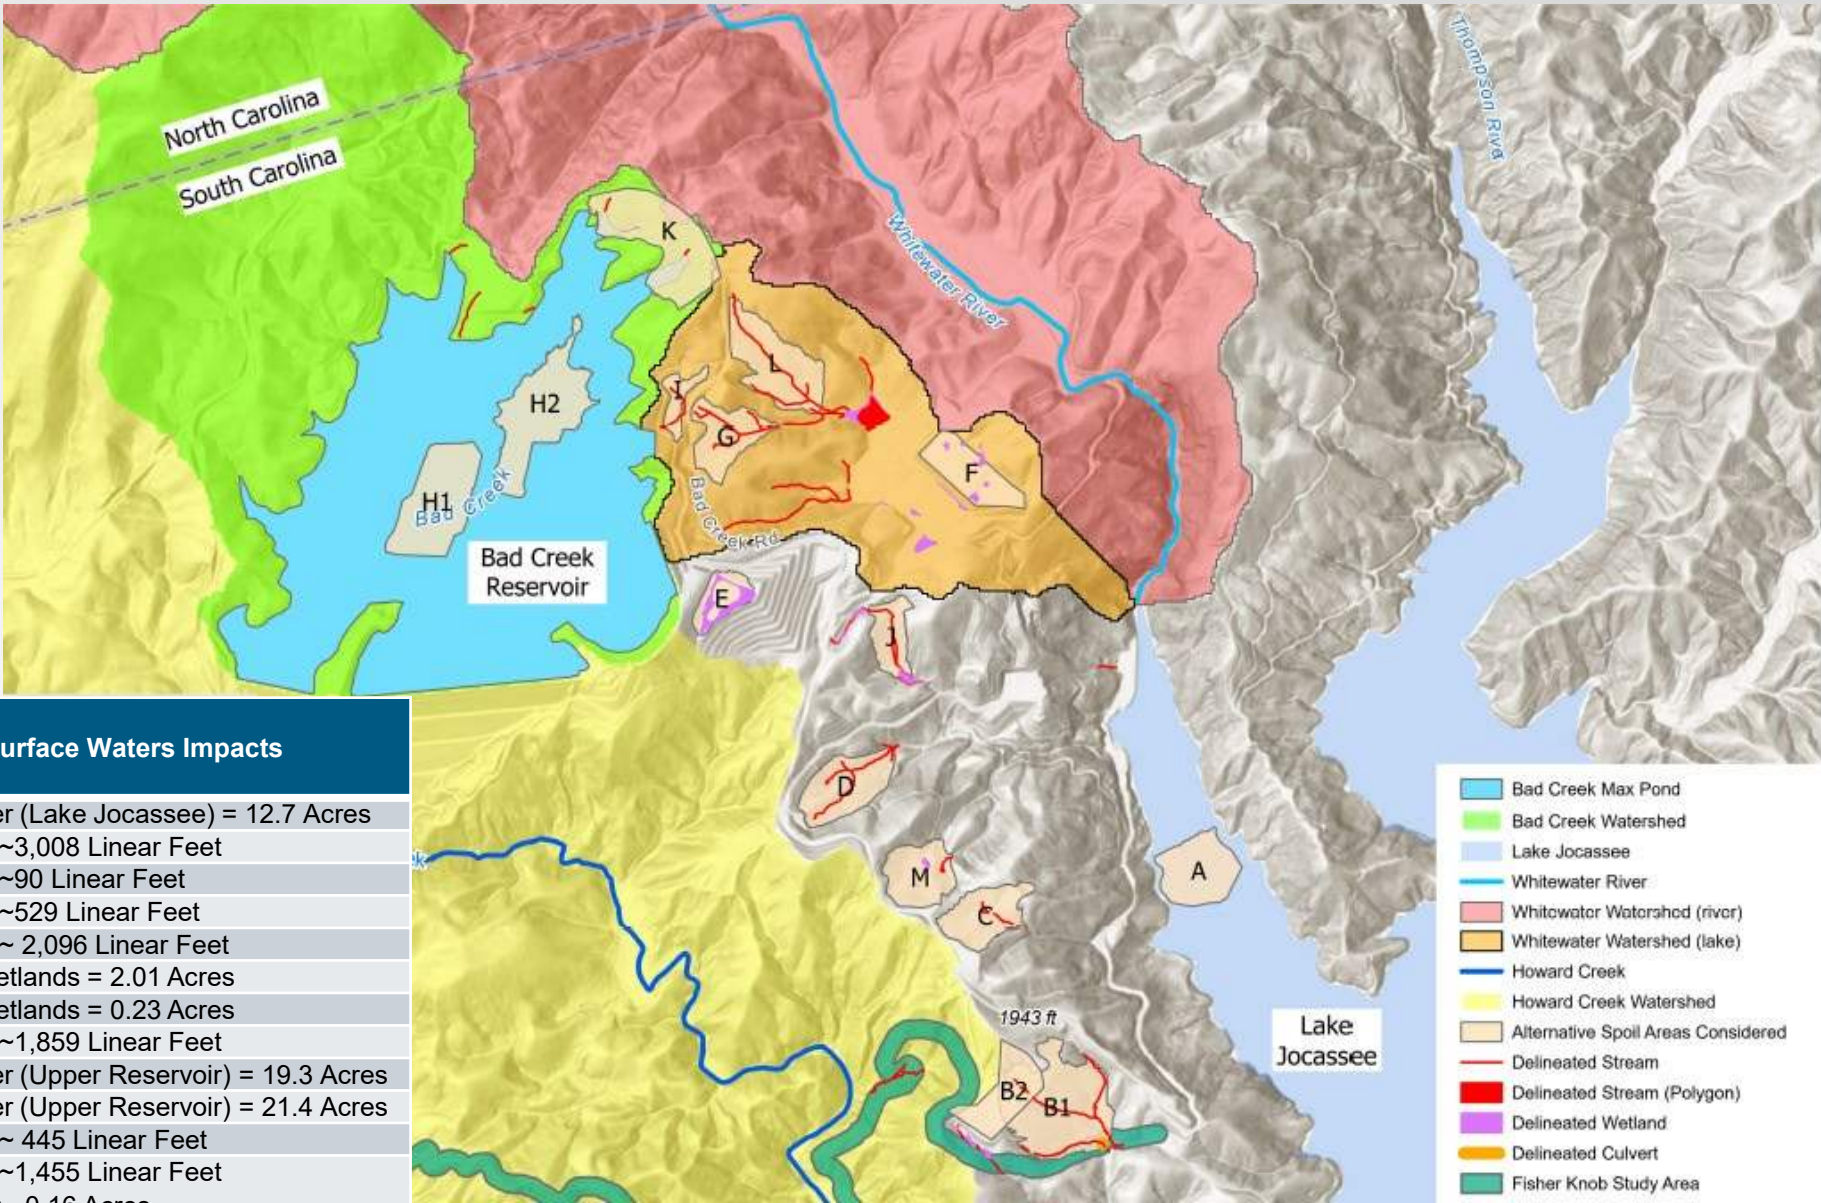 North Carolina
South Carolina
Thompson River
Whitewater River
K
L
I
G
F
H2
H1
Bad Creek
Bad Creek Rd
Bad Creek
Reservoir
E
J
D
M
C
A
1943 ft
B2
B1
Lake
Jocassee
urface Waters Impacts
er (Lake Jocassee) = 12.7 Acres
~3,008 Linear Feet
~90 Linear Feet
~529 Linear Feet
~ 2,096 Linear Feet
etlands = 2.01 Acres
etlands = 0.23 Acres
~1,859 Linear Feet
er (Upper Reservoir) = 19.3 Acres
er (Upper Reservoir) = 21.4 Acres
~ 445 Linear Feet
~1,455 Linear Feet
0.16 Acres
ek
Bad Creek Max Pond
Bad Creek Watershed
Lake Jocassee
Whitewater River
Whitewater Watershed (river)
Whitewater Watershed (lake)
Howard Creek
Howard Creek Watershed
Alternative Spoil Areas Considered
Delineated Stream
Delineated Stream (Polygon)
Delineated Wetland
Delineated Culvert
Fisher Knob Study Area